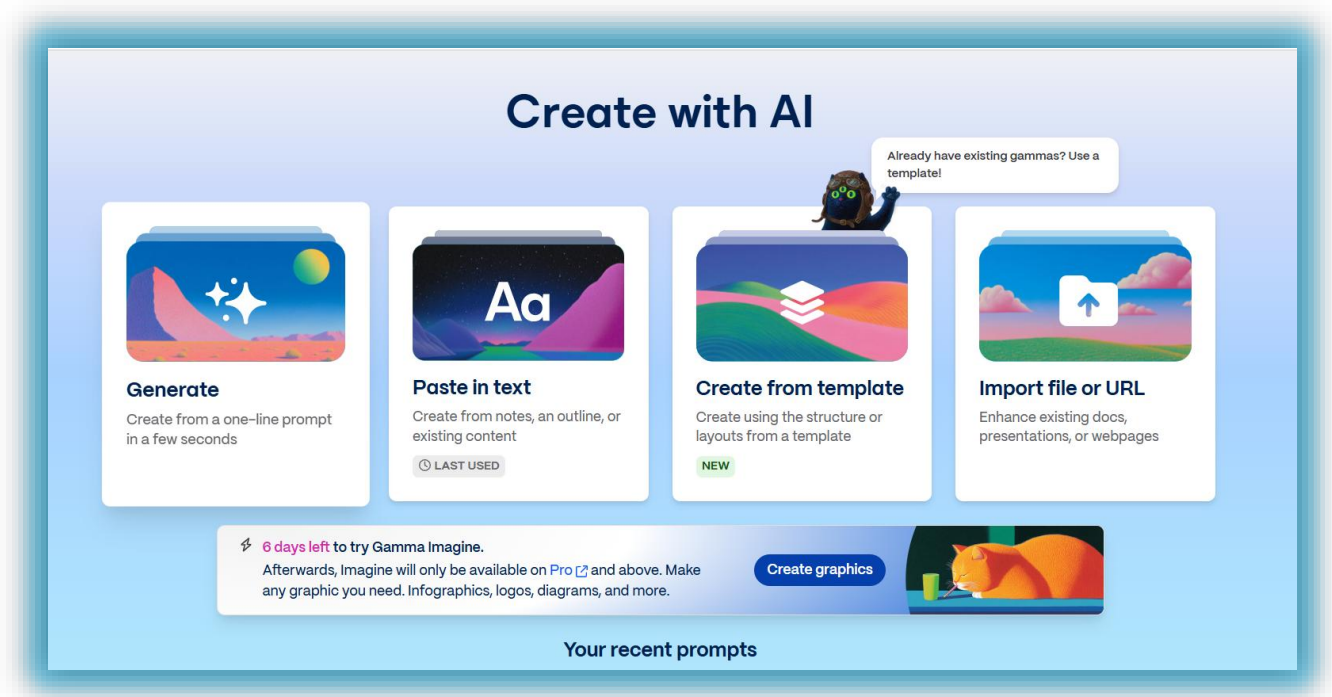 Create with AI
Already have existing gammas? Use a
template!
Aa
Generate
Create from a one-line prompt
in a few seconds
Paste in text
Create from notes, an outline, or
existing content
LAST USED
Create from template
Create using the structure or
layouts from a template
NEW
Import file or URL
Enhance existing docs,
presentations, or webpages
6 days left to try Gamma Imagine.
Afterwards, Imagine will only be available on Pro and above. Make
any graphic you need. Infographics, logos, diagrams, and more.
Create graphics
Your recent prompts